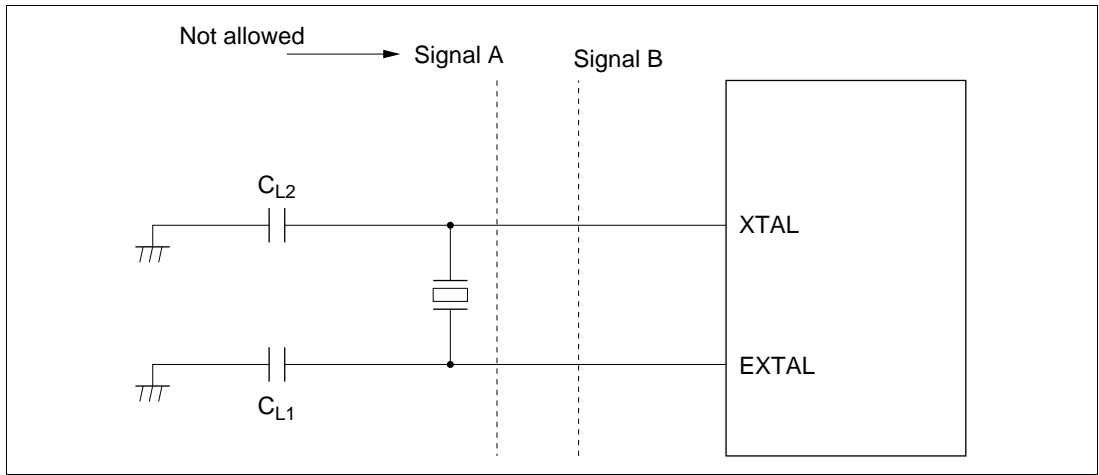 Not allowed
Signal A
Signal B
CL2
XTAL
EXTAL
CL1